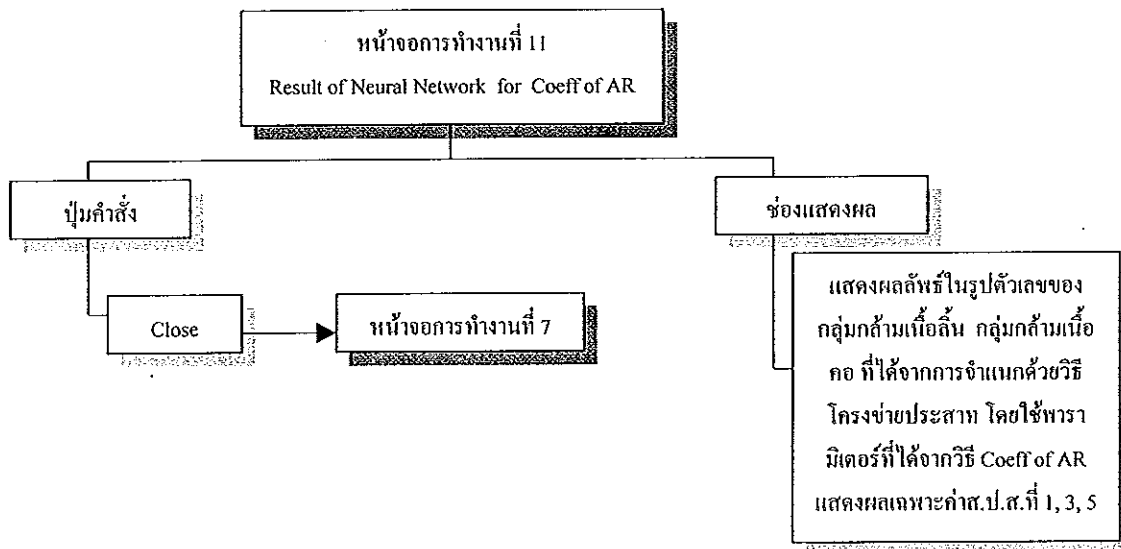 หน้าจอการทำงานที่ 11
Result of Neural Network for Coeff of AR
ปุ่มคำสั่ง
ช่องแสดงผล
Close
หน้าจอการทำงานที่ 7
แสดงผลลัพธ์ในรูปตัวเลขของ
กลุ่มกล้ามเนื้อลิ้น กลุ่มกล้ามเนื้อ
คอ ที่ได้จากการจำแนกด้วยวิธี
โครงข่ายประสาท โดยใช้พารา
มิเตอร์ที่ได้จากวิธี Coeff of AR
แสดงผลเฉพาะค่าส.ป.ส.ที่ 1, 3, 5